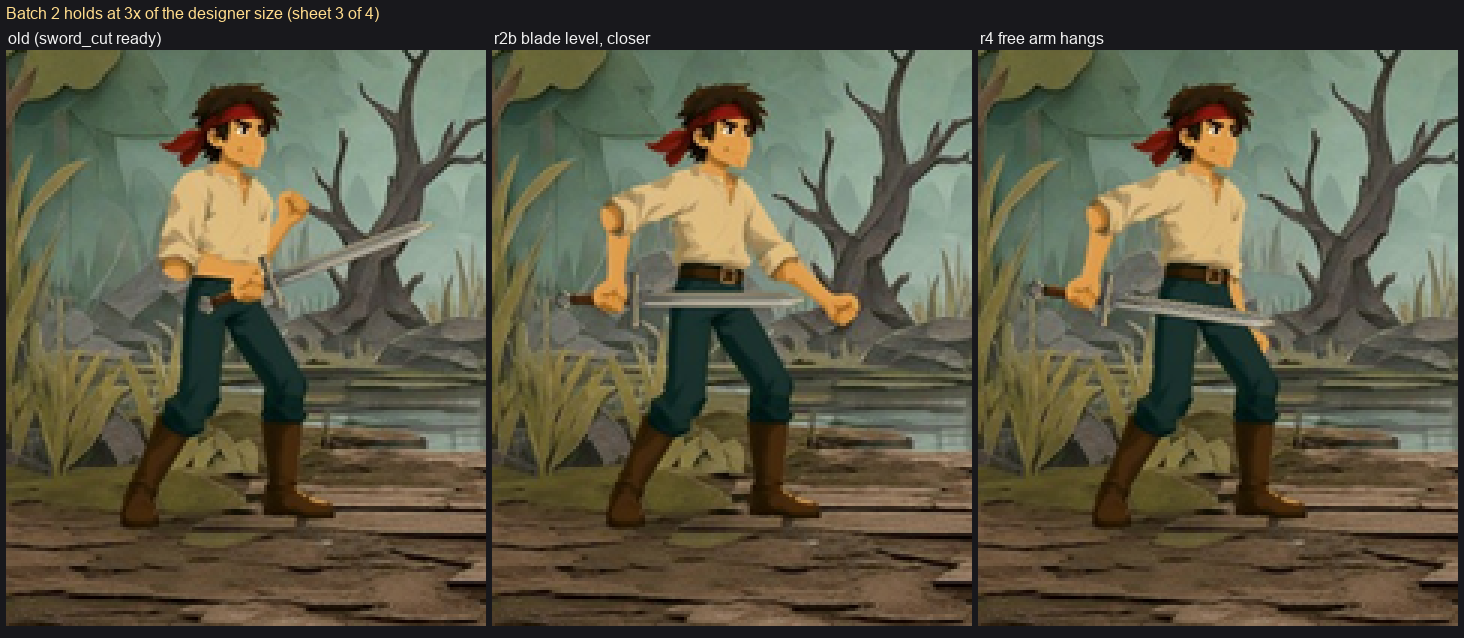 Batch 2 holds at 3x of the designer size (sheet 3 of 4)
old (sword_cut ready)
r2b blade level, closer
r4 free arm hangs